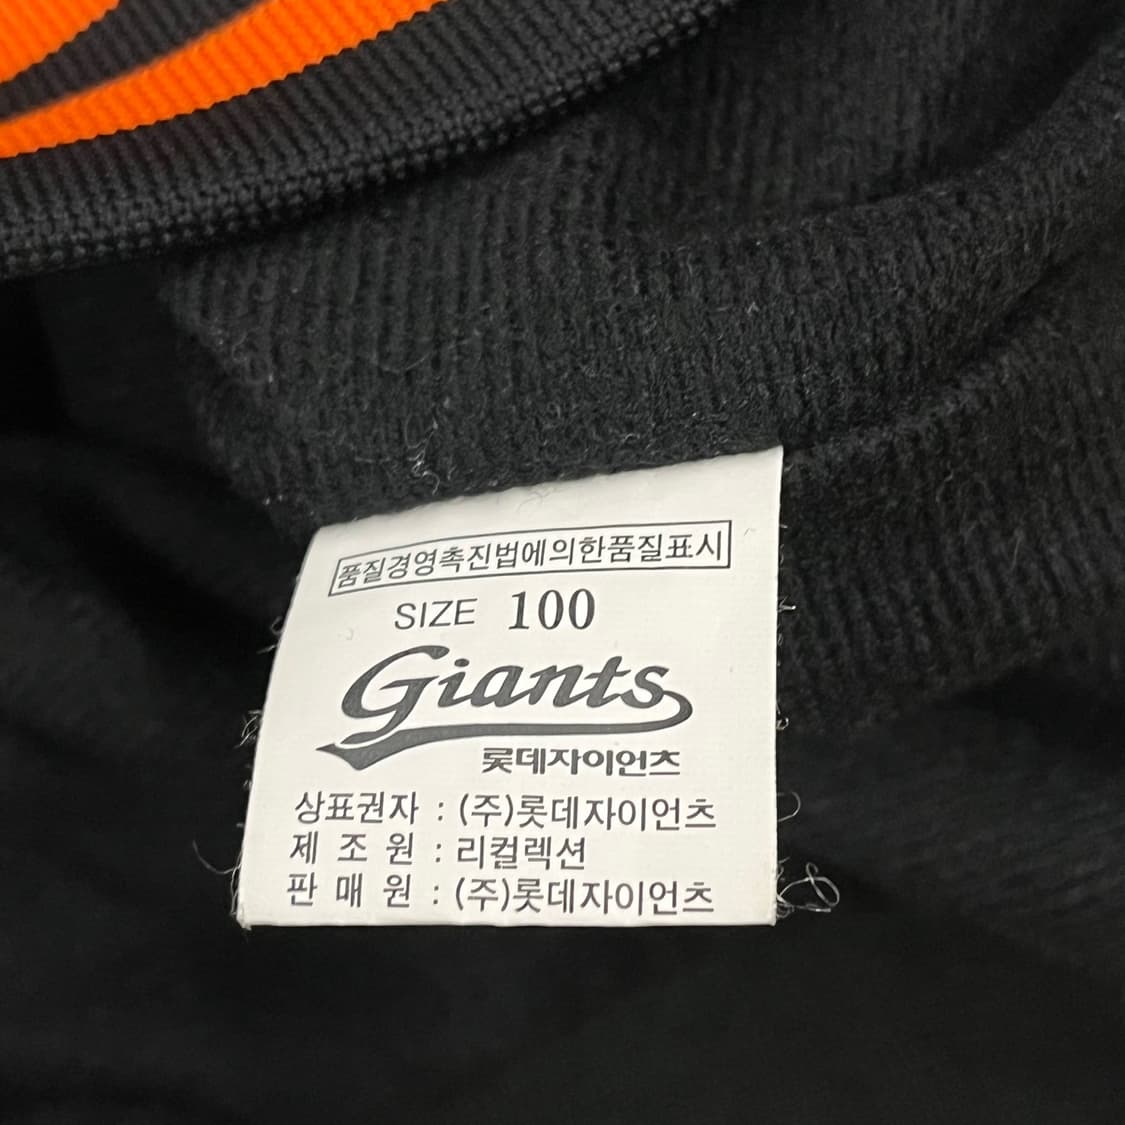 품질경영촉진법에의한품질표시
SIZE 100
Giants
롯데자이언츠
상표권자 : (주)롯데자이언츠
제 조 원 : 리컬렉션
판 매 원 : (주)롯데자이언츠